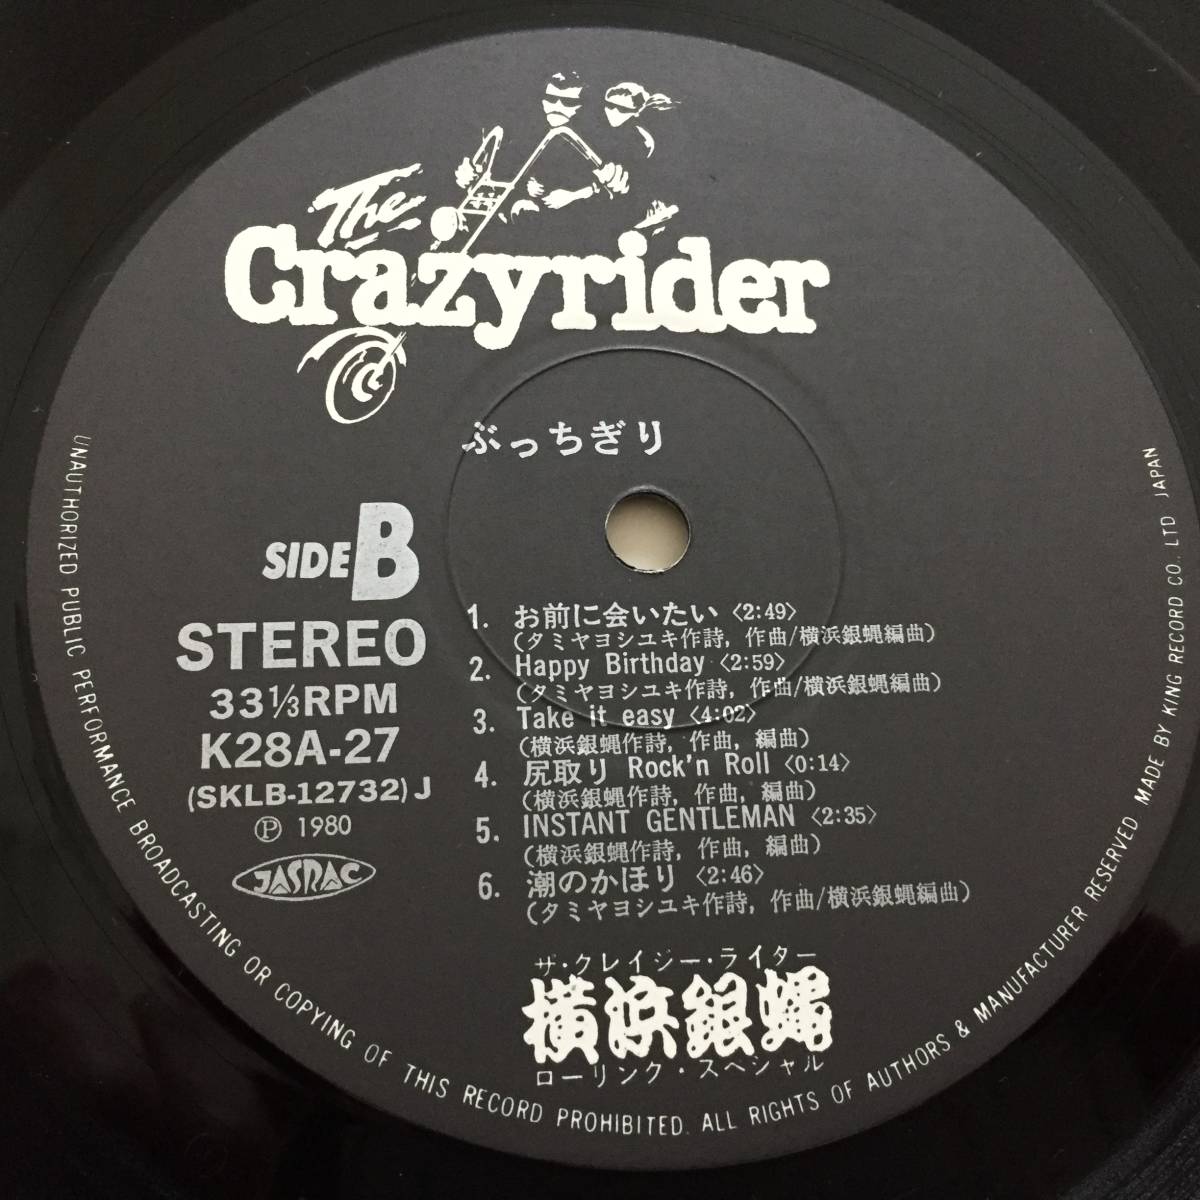 The
Crazyrider
ぶっちぎり
SIDE B
STEREO
33 1/3 RPM
K28A-27
(SKLB-12732) J
Ⓟ 1980
JASRAC
1. お前に会いたい 〈2:49〉
(タミヤヨシユキ作詩, 作曲/横浜銀蝿編曲)
2. Happy Birthday 〈2:59〉
(タミヤヨシユキ作詩, 作曲/横浜銀蝿編曲)
3. Take it easy 〈4:02〉
(横浜銀蝿作詩, 作曲, 編曲)
4. 尻取り Rock'n Roll 〈0:14〉
(横浜銀蝿作詩, 作曲, 編曲)
5. INSTANT GENTLEMAN 〈2:35〉
(横浜銀蝿作詩, 作曲, 編曲)
6. 潮のかほり 〈2:46〉
(タミヤヨシユキ作詩, 作曲/横浜銀蝿編曲)
ザ・クレイジー・ライダー
横浜銀蝿
ローリング・スペシャル
UNAUTHORIZED PUBLIC PERFORMANCE BROADCASTING OR COPYING OF THIS RECORD PROHIBITED. ALL RIGHTS OF AUTHORS & MANUFACTURER RESERVED MADE BY KING RECORD CO., LTD JAPAN